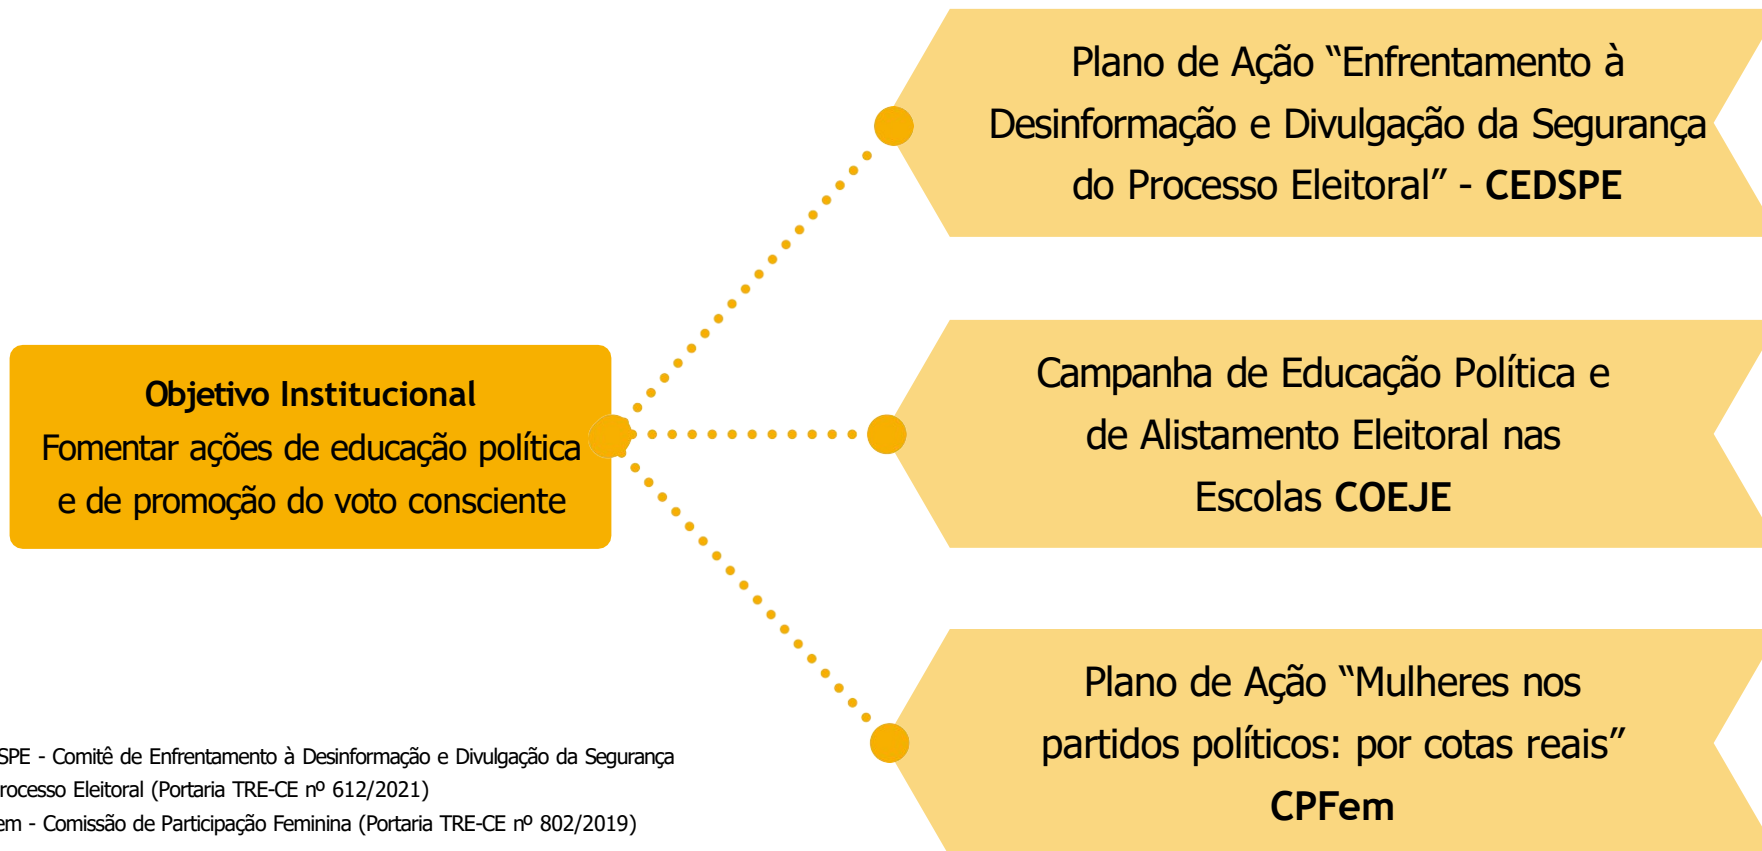 Plano de Ação “Enfrentamento à
Desinformação e Divulgação da Segurança
do Processo Eleitoral” - CEDSPE
Objetivo Institucional
Fomentar ações de educação política
e de promoção do voto consciente
Campanha de Educação Política e
de Alistamento Eleitoral nas
Escolas COEJE
Plano de Ação “Mulheres nos
partidos políticos: por cotas reais”
CPFem
SPE - Comitê de Enfrentamento à Desinformação e Divulgação da Segurança
rocesso Eleitoral (Portaria TRE-CE nº 612/2021)
em - Comissão de Participação Feminina (Portaria TRE-CE nº 802/2019)